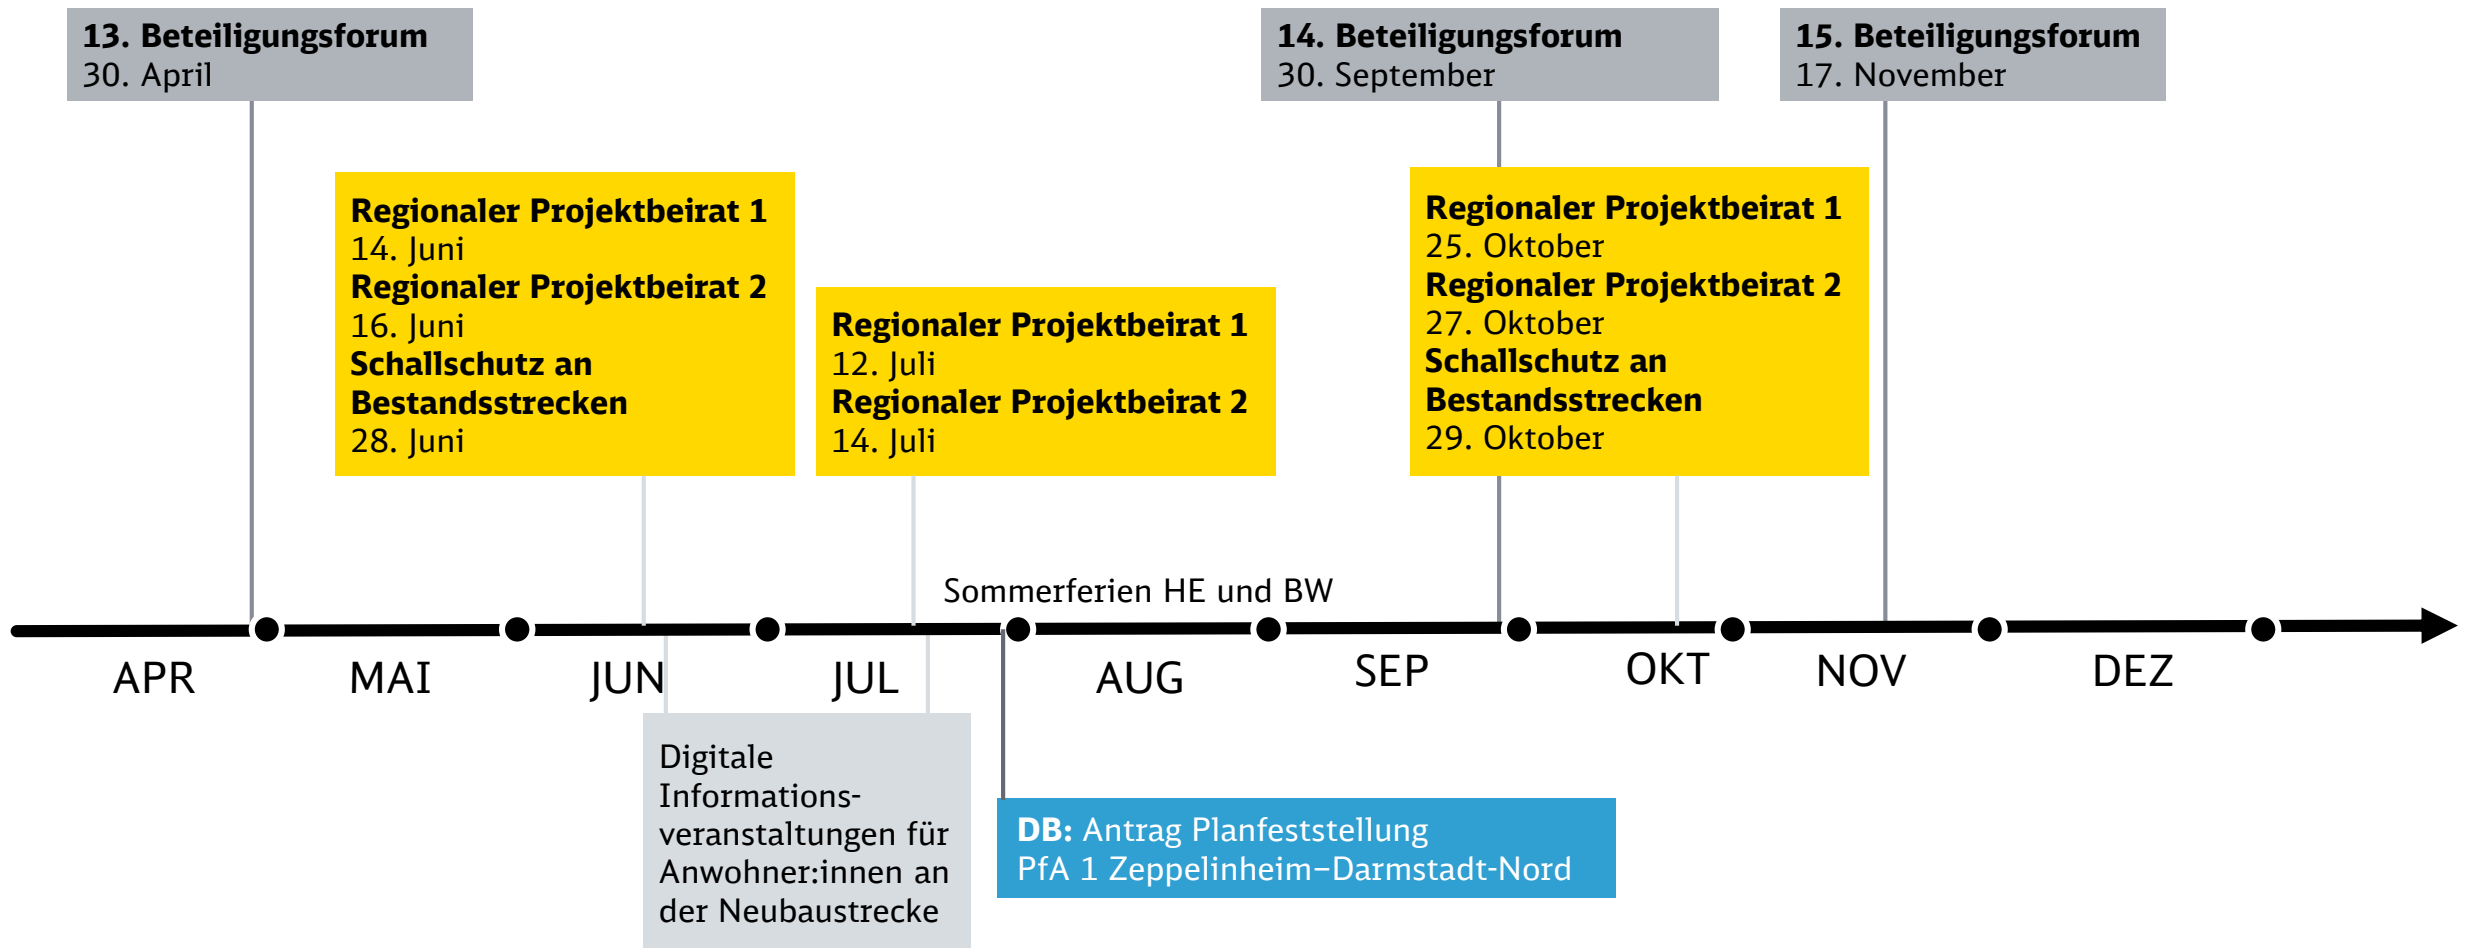 13. Beteiligungsforum
30. April
14. Beteiligungsforum
30. September
15. Beteiligungsforum
17. November
Regionaler Projektbeirat 1
14. Juni
Regionaler Projektbeirat 2
16. Juni
Schallschutz an
Bestandsstrecken
28. Juni
Regionaler Projektbeirat 1
12. Juli
Regionaler Projektbeirat 2
14. Juli
Regionaler Projektbeirat 1
25. Oktober
Regionaler Projektbeirat 2
27. Oktober
Schallschutz an
Bestandsstrecken
29. Oktober
Sommerferien HE und BW
APR MAI JUN JUL AUG SEP OKT NOV DEZ
Digitale
Informations-
veranstaltungen für
Anwohner:innen an
der Neubaustrecke
DB: Antrag Planfeststellung
PfA 1 Zeppelinheim–Darmstadt-Nord